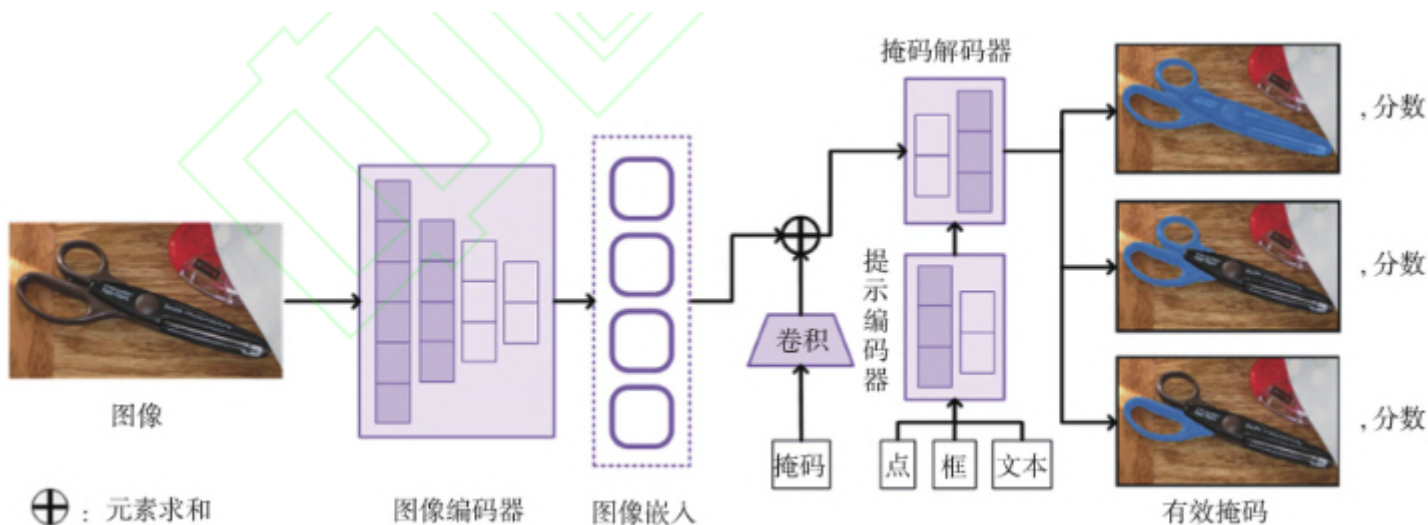 掩码解码器
,分数
,分数
提示编码器
卷积
,分数
图像
掩码
点
框
文本
⊕ : 元素求和
图像编码器
图像嵌入
有效掩码